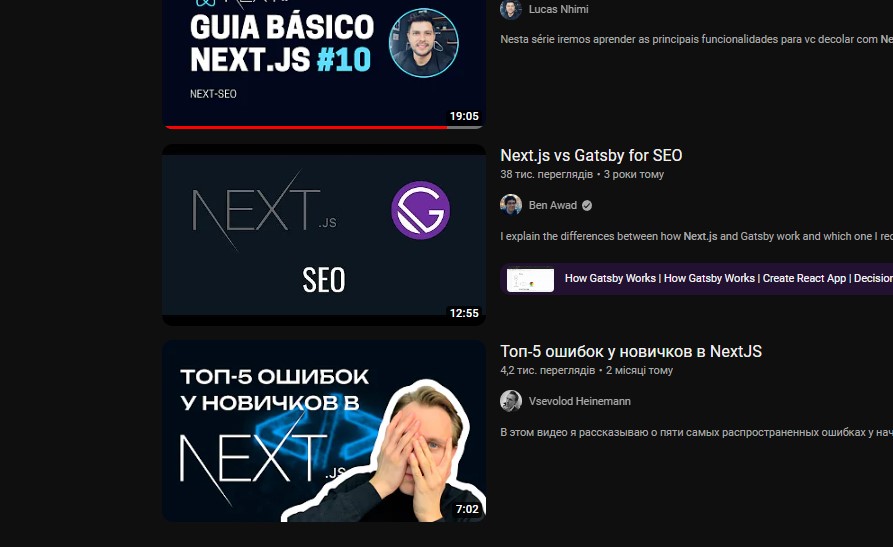 GUIA BÁSICO
NEXT.JS #10
NEXT-SEO
19:05
Lucas Nhimi
Nesta série iremos aprender as principais funcionalidades para vc decolar com Ne
NEXT.JS
SEO
12:55
Next.js vs Gatsby for SEO
38 тис. переглядів • 3 роки тому
Ben Awad
I explain the differences between how Next.js and Gatsby work and which one I rec
How Gatsby Works | How Gatsby Works | Create React App | Decision
ТОП-5 ОШИБОК
У НОВИЧКОВ В
NEXT.JS
7:02
Топ-5 ошибок у новичков в NextJS
4,2 тис. переглядів • 2 місяці тому
Vsevolod Heinemann
В этом видео я рассказываю о пяти самых распространенных ошибках у нач